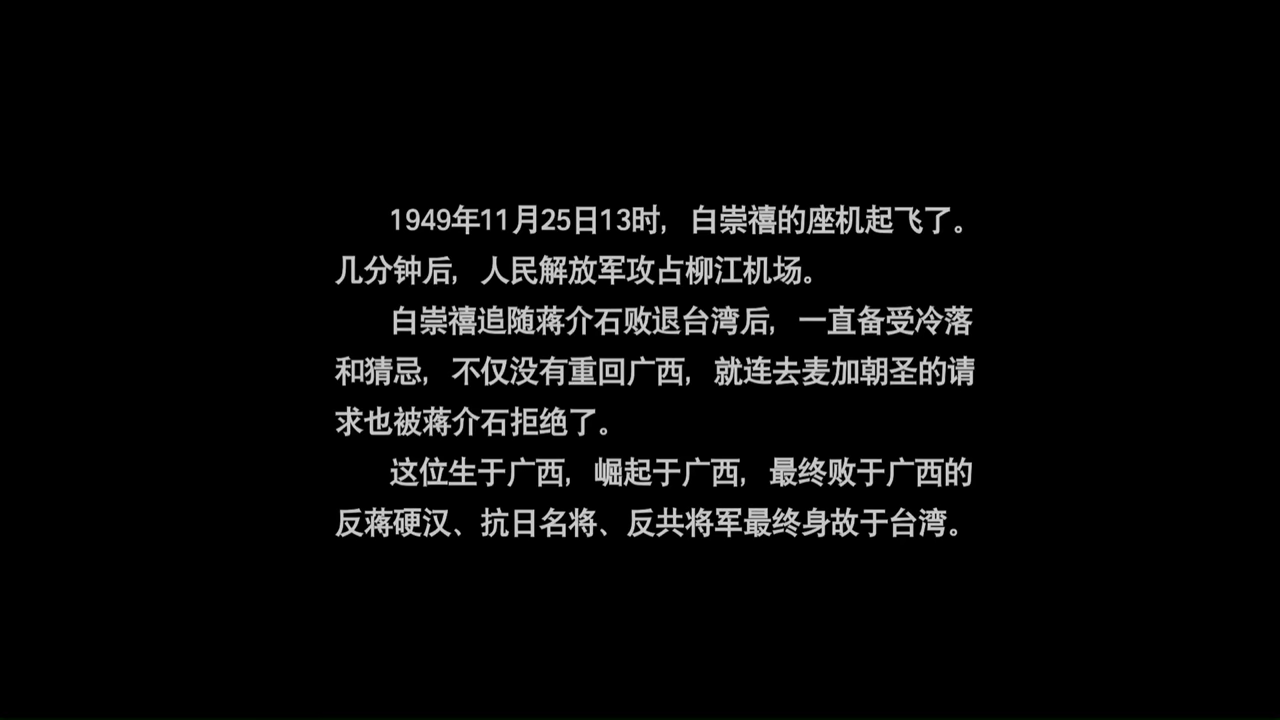 1949年11月25日13时，白崇禧的座机起飞了。
几分钟后，人民解放军攻占柳江机场。
白崇禧追随蒋介石败退台湾后，一直备受冷落
和猜忌，不仅没有重回广西，就连去麦加朝圣的请
求也被蒋介石拒绝了。
这位生于广西，崛起于广西，最终败于广西的
反蒋硬汉、抗日名将、反共将军最终身故于台湾。